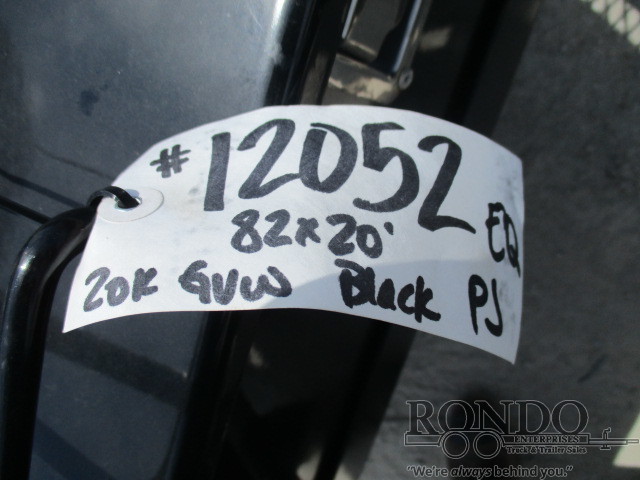 # 12052
82x20' EQ
20K GVW Black PJ
RONDO
ENTERPRISES
Truck & Trailer Sales
"We're always behind you."